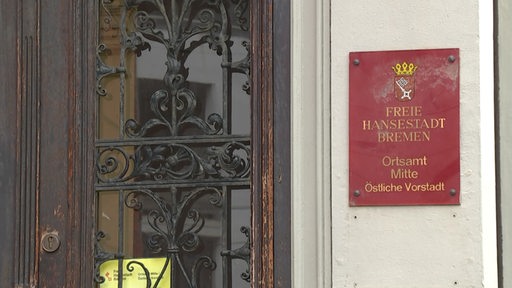 FREIE
HANSESTADT
BREMEN
Ortsamt
Mitte
Östliche Vorstadt